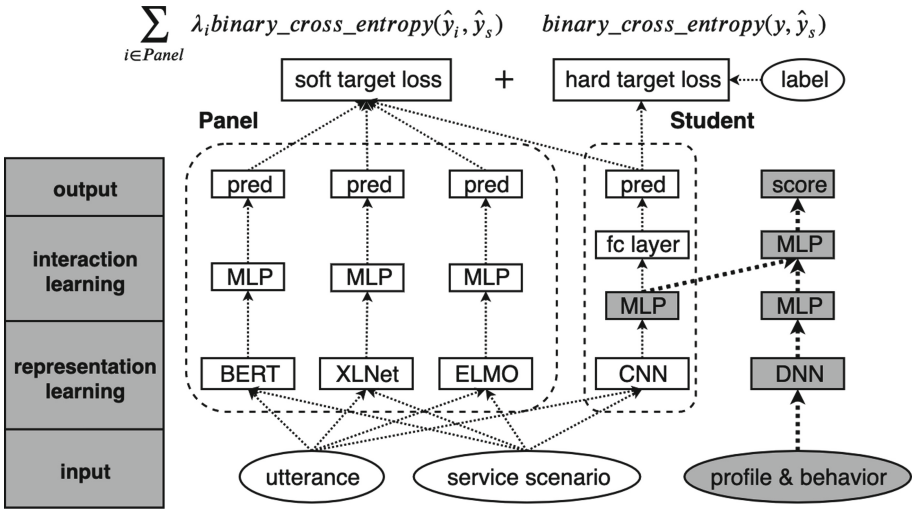 ∑ i∈Panel λ_i binary_cross_entropy(ŷ_i, ŷ_s) binary_cross_entropy(y, ŷ_s)
soft target loss + hard target loss label
Panel Student
output pred pred pred pred score
fc layer MLP
interaction
learning
MLP MLP MLP MLP MLP
representation
learning
BERT XLNet ELMO CNN DNN
input utterance service scenario profile & behavior